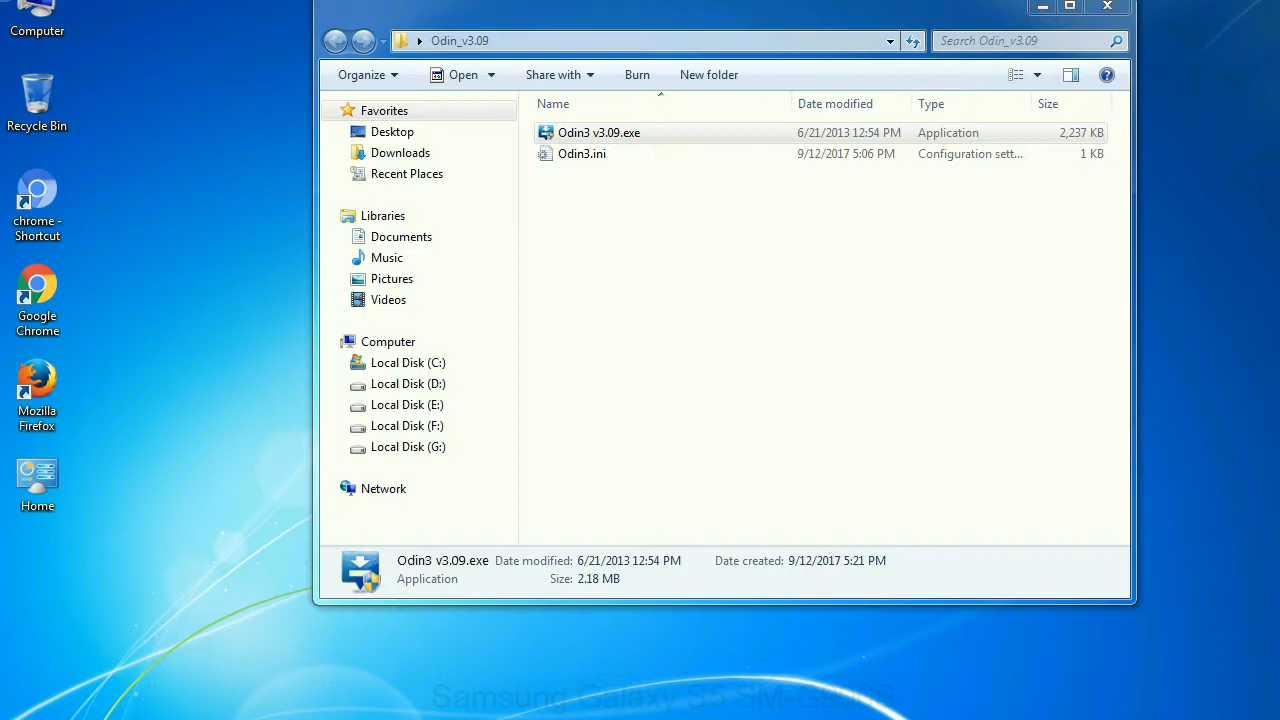 Computer
Recycle Bin
chrome -
Shortcut
Google
Chrome
Mozilla
Firefox
Home
Odin_v3.09
Search Odin_v3.09
Organize
Open
Share with
Burn
New folder
Favorites
Desktop
Downloads
Recent Places
Libraries
Documents
Music
Pictures
Videos
Computer
Local Disk (C:)
Local Disk (D:)
Local Disk (E:)
Local Disk (F:)
Local Disk (G:)
Network
Name Date modified Type Size
Odin3 v3.09.exe 6/21/2013 12:54 PM Application 2,237 KB
Odin3.ini 9/12/2017 5:06 PM Configuration sett... 1 KB
Odin3 v3.09.exe Date modified: 6/21/2013 12:54 PM Date created: 9/12/2017 5:21 PM
Application Size: 2.18 MB
Samsung Galaxy S5